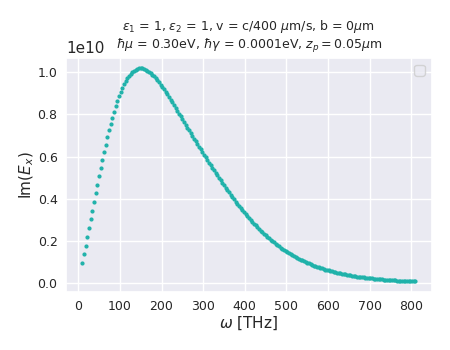 ε₁ = 1, ε₂ = 1, v = c/400 μm/s, b = 0μm
ħμ = 0.30eV, ħγ = 0.0001eV, zₚ = 0.05μm
1e10
1.0
0.8
0.6
0.4
0.2
0.0
Im(Eₓ)
0 100 200 300 400 500 600 700 800
ω [THz]